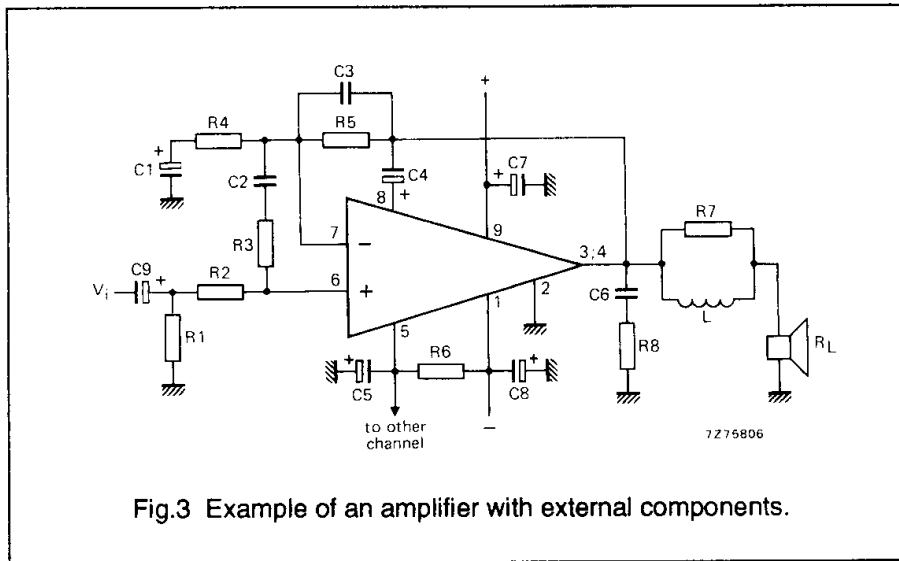 C3
R4
R5
+
C1
C2
C4
8
+
+
C7
R3
7
−
9
R7
C9
+
R2
6
+
3;4
Vi
R1
5
1
2
C6
L
R8
RL
+
C5
R6
+
C8
to other
channel
−
7Z75806
Fig.3 Example of an amplifier with external components.